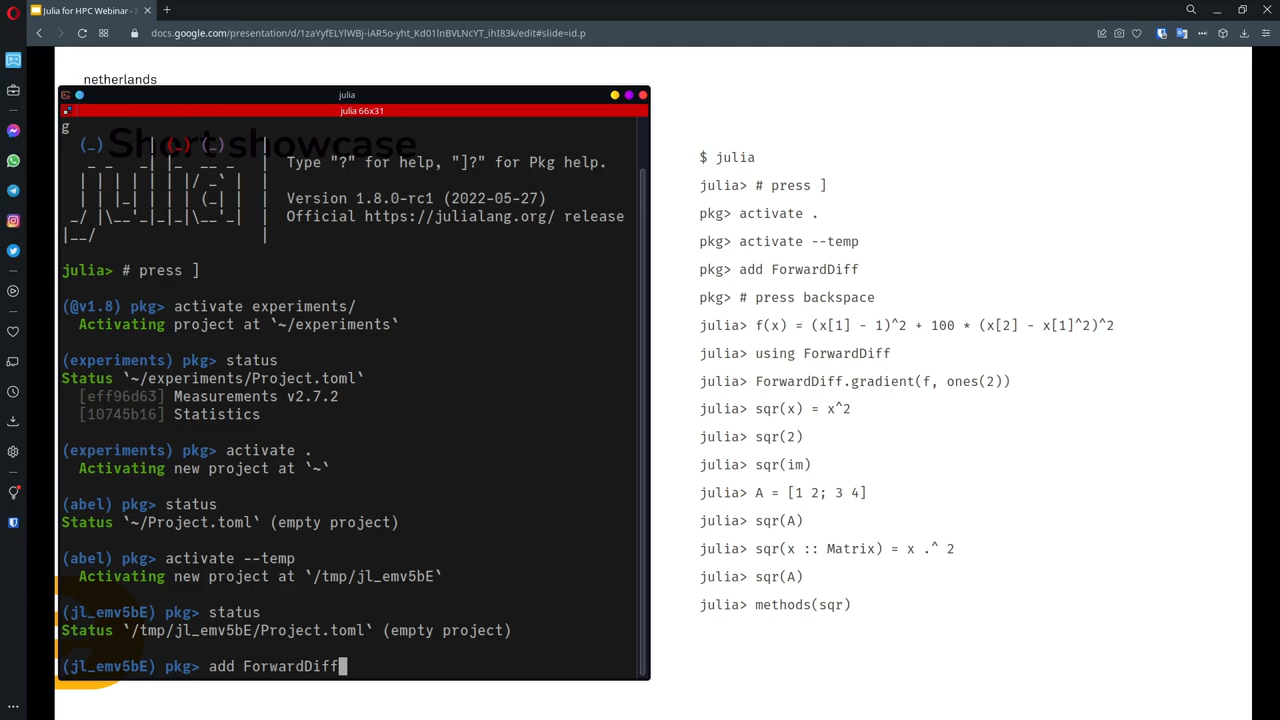 Julia for HPC Webinar -
docs.google.com/presentation/d/1zaYyfELYlWBj-iAR5o-yht_Kd01lnBVLNcYT_ihI83k/edit#slide=id.p
netherlands
julia
julia 66x31
g
Short showcase
Type "?" for help, "]?" for Pkg help.
Version 1.8.0-rc1 (2022-05-27)
Official https://julialang.org/ release
julia> # press ]
(@v1.8) pkg> activate experiments/
Activating project at `~/experiments`
(experiments) pkg> status
Status `~/experiments/Project.toml`
[eff96d63] Measurements v2.7.2
[10745b16] Statistics
(experiments) pkg> activate .
Activating new project at `~`
(abel) pkg> status
Status `~/Project.toml` (empty project)
(abel) pkg> activate --temp
Activating new project at `/tmp/jl_emv5bE`
(jl_emv5bE) pkg> status
Status `/tmp/jl_emv5bE/Project.toml` (empty project)
(jl_emv5bE) pkg> add ForwardDiff
$ julia
julia> # press ]
pkg> activate .
pkg> activate --temp
pkg> add ForwardDiff
pkg> # press backspace
julia> f(x) = (x[1] - 1)^2 + 100 * (x[2] - x[1]^2)^2
julia> using ForwardDiff
julia> ForwardDiff.gradient(f, ones(2))
julia> sqr(x) = x^2
julia> sqr(2)
julia> sqr(im)
julia> A = [1 2; 3 4]
julia> sqr(A)
julia> sqr(x :: Matrix) = x .^ 2
julia> sqr(A)
julia> methods(sqr)